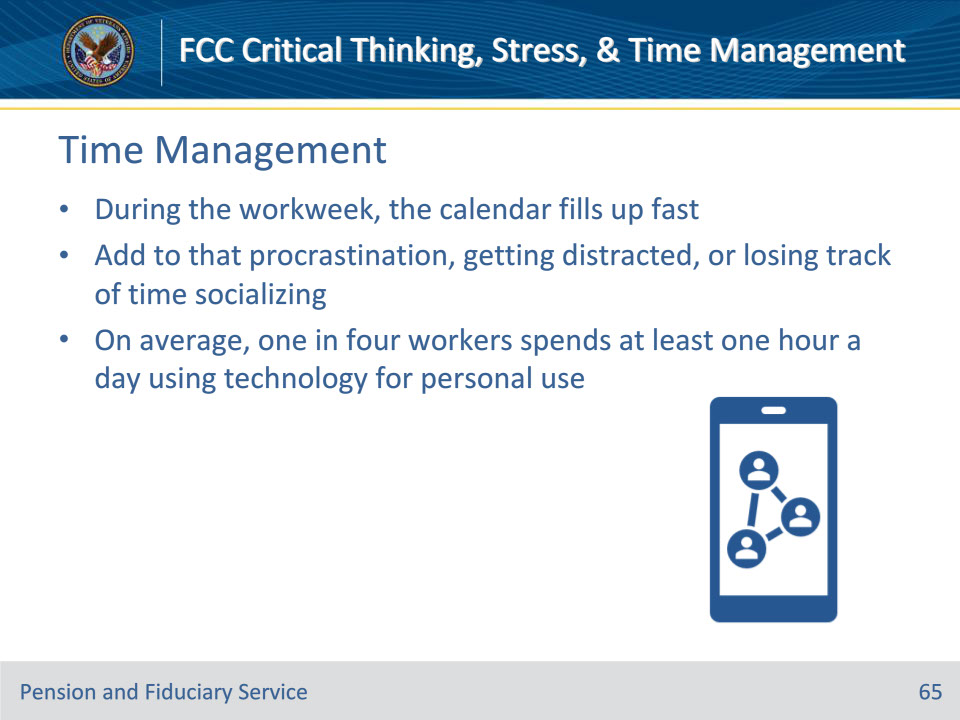 FCC Critical Thinking, Stress, & Time Management
Time Management
• During the workweek, the calendar fills up fast
• Add to that procrastination, getting distracted, or losing track
of time socializing
• On average, one in four workers spends at least one hour a
day using technology for personal use
Pension and Fiduciary Service
65